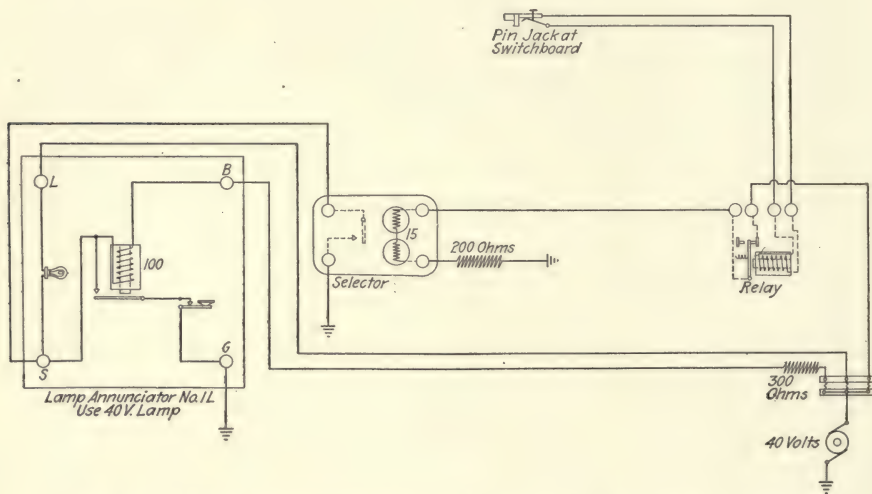 Pin Jack at
Switchboard
L
B
15
100
200 Ohms
Selector
Relay
S
G
Lamp Annunciator No. 1L
Use 40 V. Lamp
300
Ohms
40 Volts